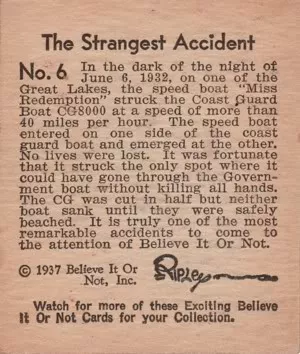 The Strangest Accident
No. 6 In the dark of the night of
June 6, 1932, on one of the
Great Lakes, the speed boat "Miss
Redemption" struck the Coast Guard
Boat CG8000 at a speed of more than
40 miles per hour. The speed boat
entered on one side of the coast
guard boat and emerged at the other.
No lives were lost. It was fortunate
that it struck the only spot where it
could have gone through the Govern-
ment boat without killing all hands.
The CG was cut in half but neither
boat sank until they were safely
beached. It is truly one of the most
remarkable accidents to come to
the attention of Believe It Or Not.
© 1937 Believe It Or
Not, Inc.
Ripley
Watch for more of these Exciting Believe
It Or Not Cards for your Collection.